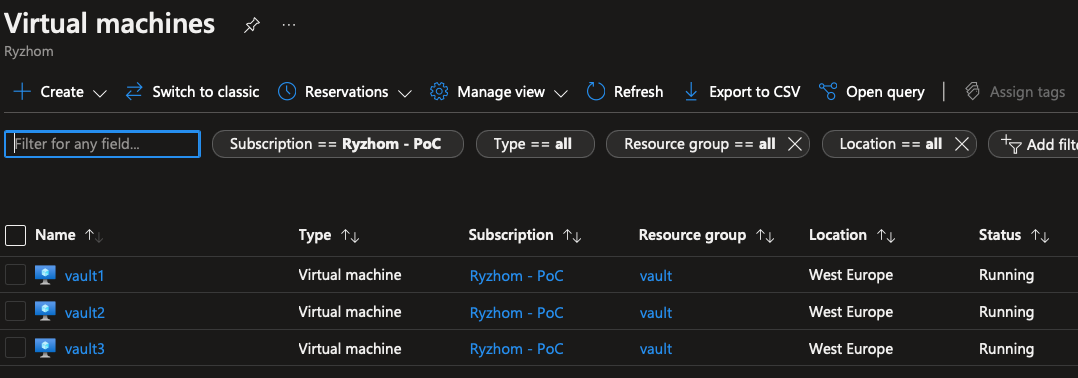 Virtual machines
Ryzhom
Create Switch to classic Reservations Manage view Refresh Export to CSV Open query Assign tags
Filter for any field... Subscription == Ryzhom - PoC Type == all Resource group == all Location == all Add filte
Name Type Subscription Resource group Location Status
vault1 Virtual machine Ryzhom - PoC vault West Europe Running
vault2 Virtual machine Ryzhom - PoC vault West Europe Running
vault3 Virtual machine Ryzhom - PoC vault West Europe Running